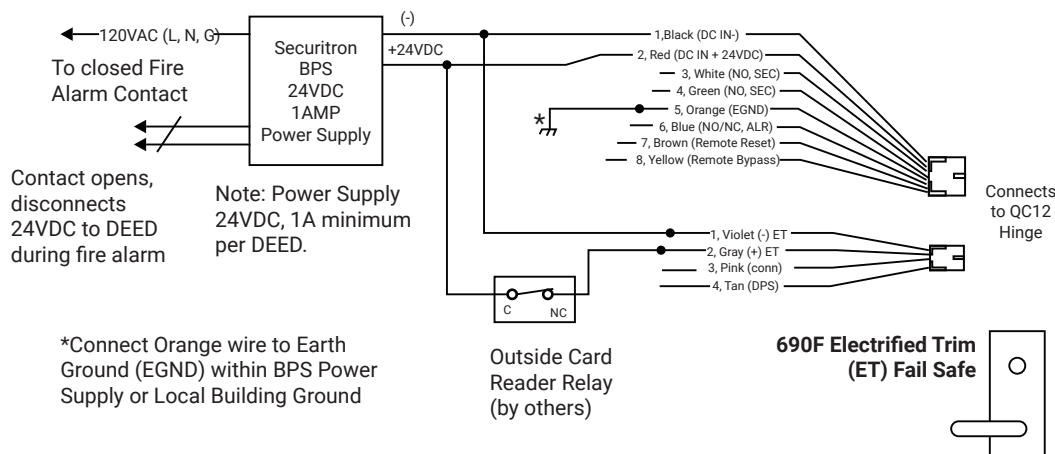 120VAC (L, N, G)
To closed Fire
Alarm Contact
Contact opens,
disconnects
24VDC to DEED
during fire alarm
Securitron
BPS
24VDC
1AMP
Power Supply
(-)
+24VDC
Note: Power Supply
24VDC, 1A minimum
per DEED.
1,Black (DC IN-)
2, Red (DC IN + 24VDC)
3, White (NO, SEC)
4, Green (NO, SEC)
5, Orange (EGND)
*
6, Blue (NO/NC, ALR)
7, Brown (Remote Reset)
8, Yellow (Remote Bypass)
Connects
to QC12
Hinge
1, Violet (-) ET
2, Gray (+) ET
3, Pink (conn)
4, Tan (DPS)
C
NC
Outside Card
Reader Relay
(by others)
*Connect Orange wire to Earth
Ground (EGND) within BPS Power
Supply or Local Building Ground
690F Electrified Trim
(ET) Fail Safe